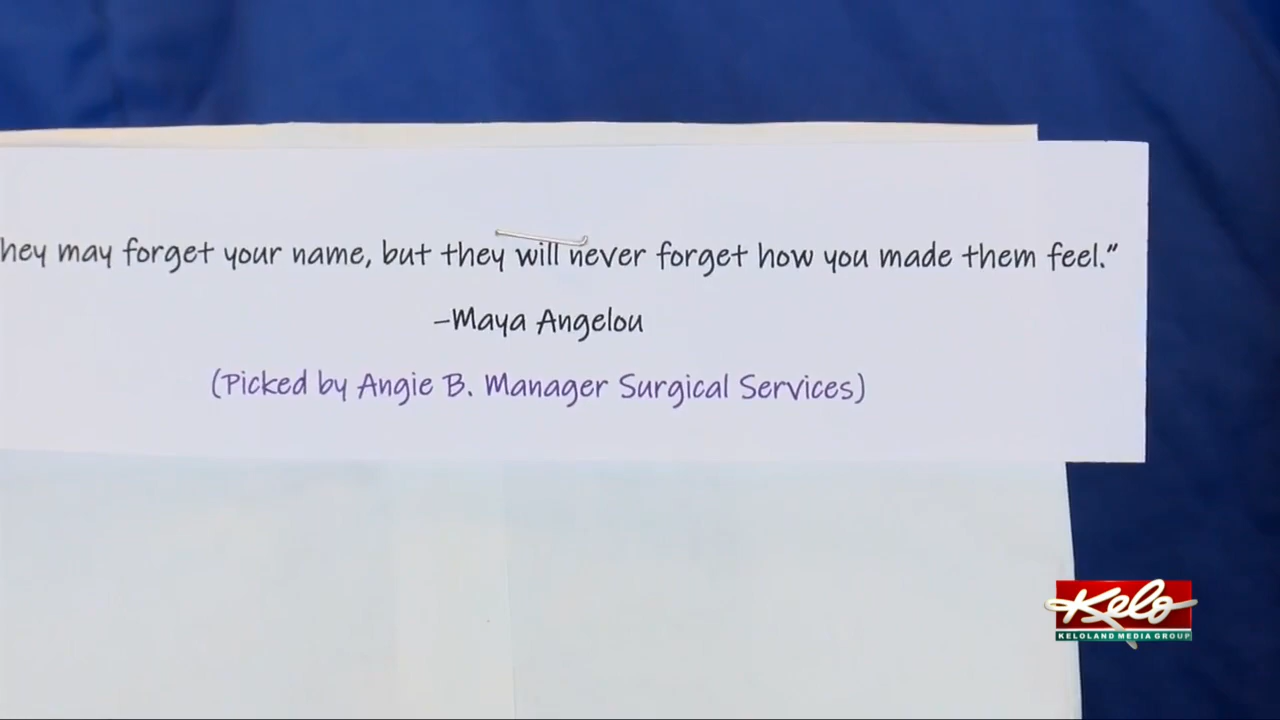 hey may forget your name, but they will never forget how you made them feel.”
–Maya Angelou
(Picked by Angie B. Manager Surgical Services)
Kelo
KELOLAND MEDIA GROUP